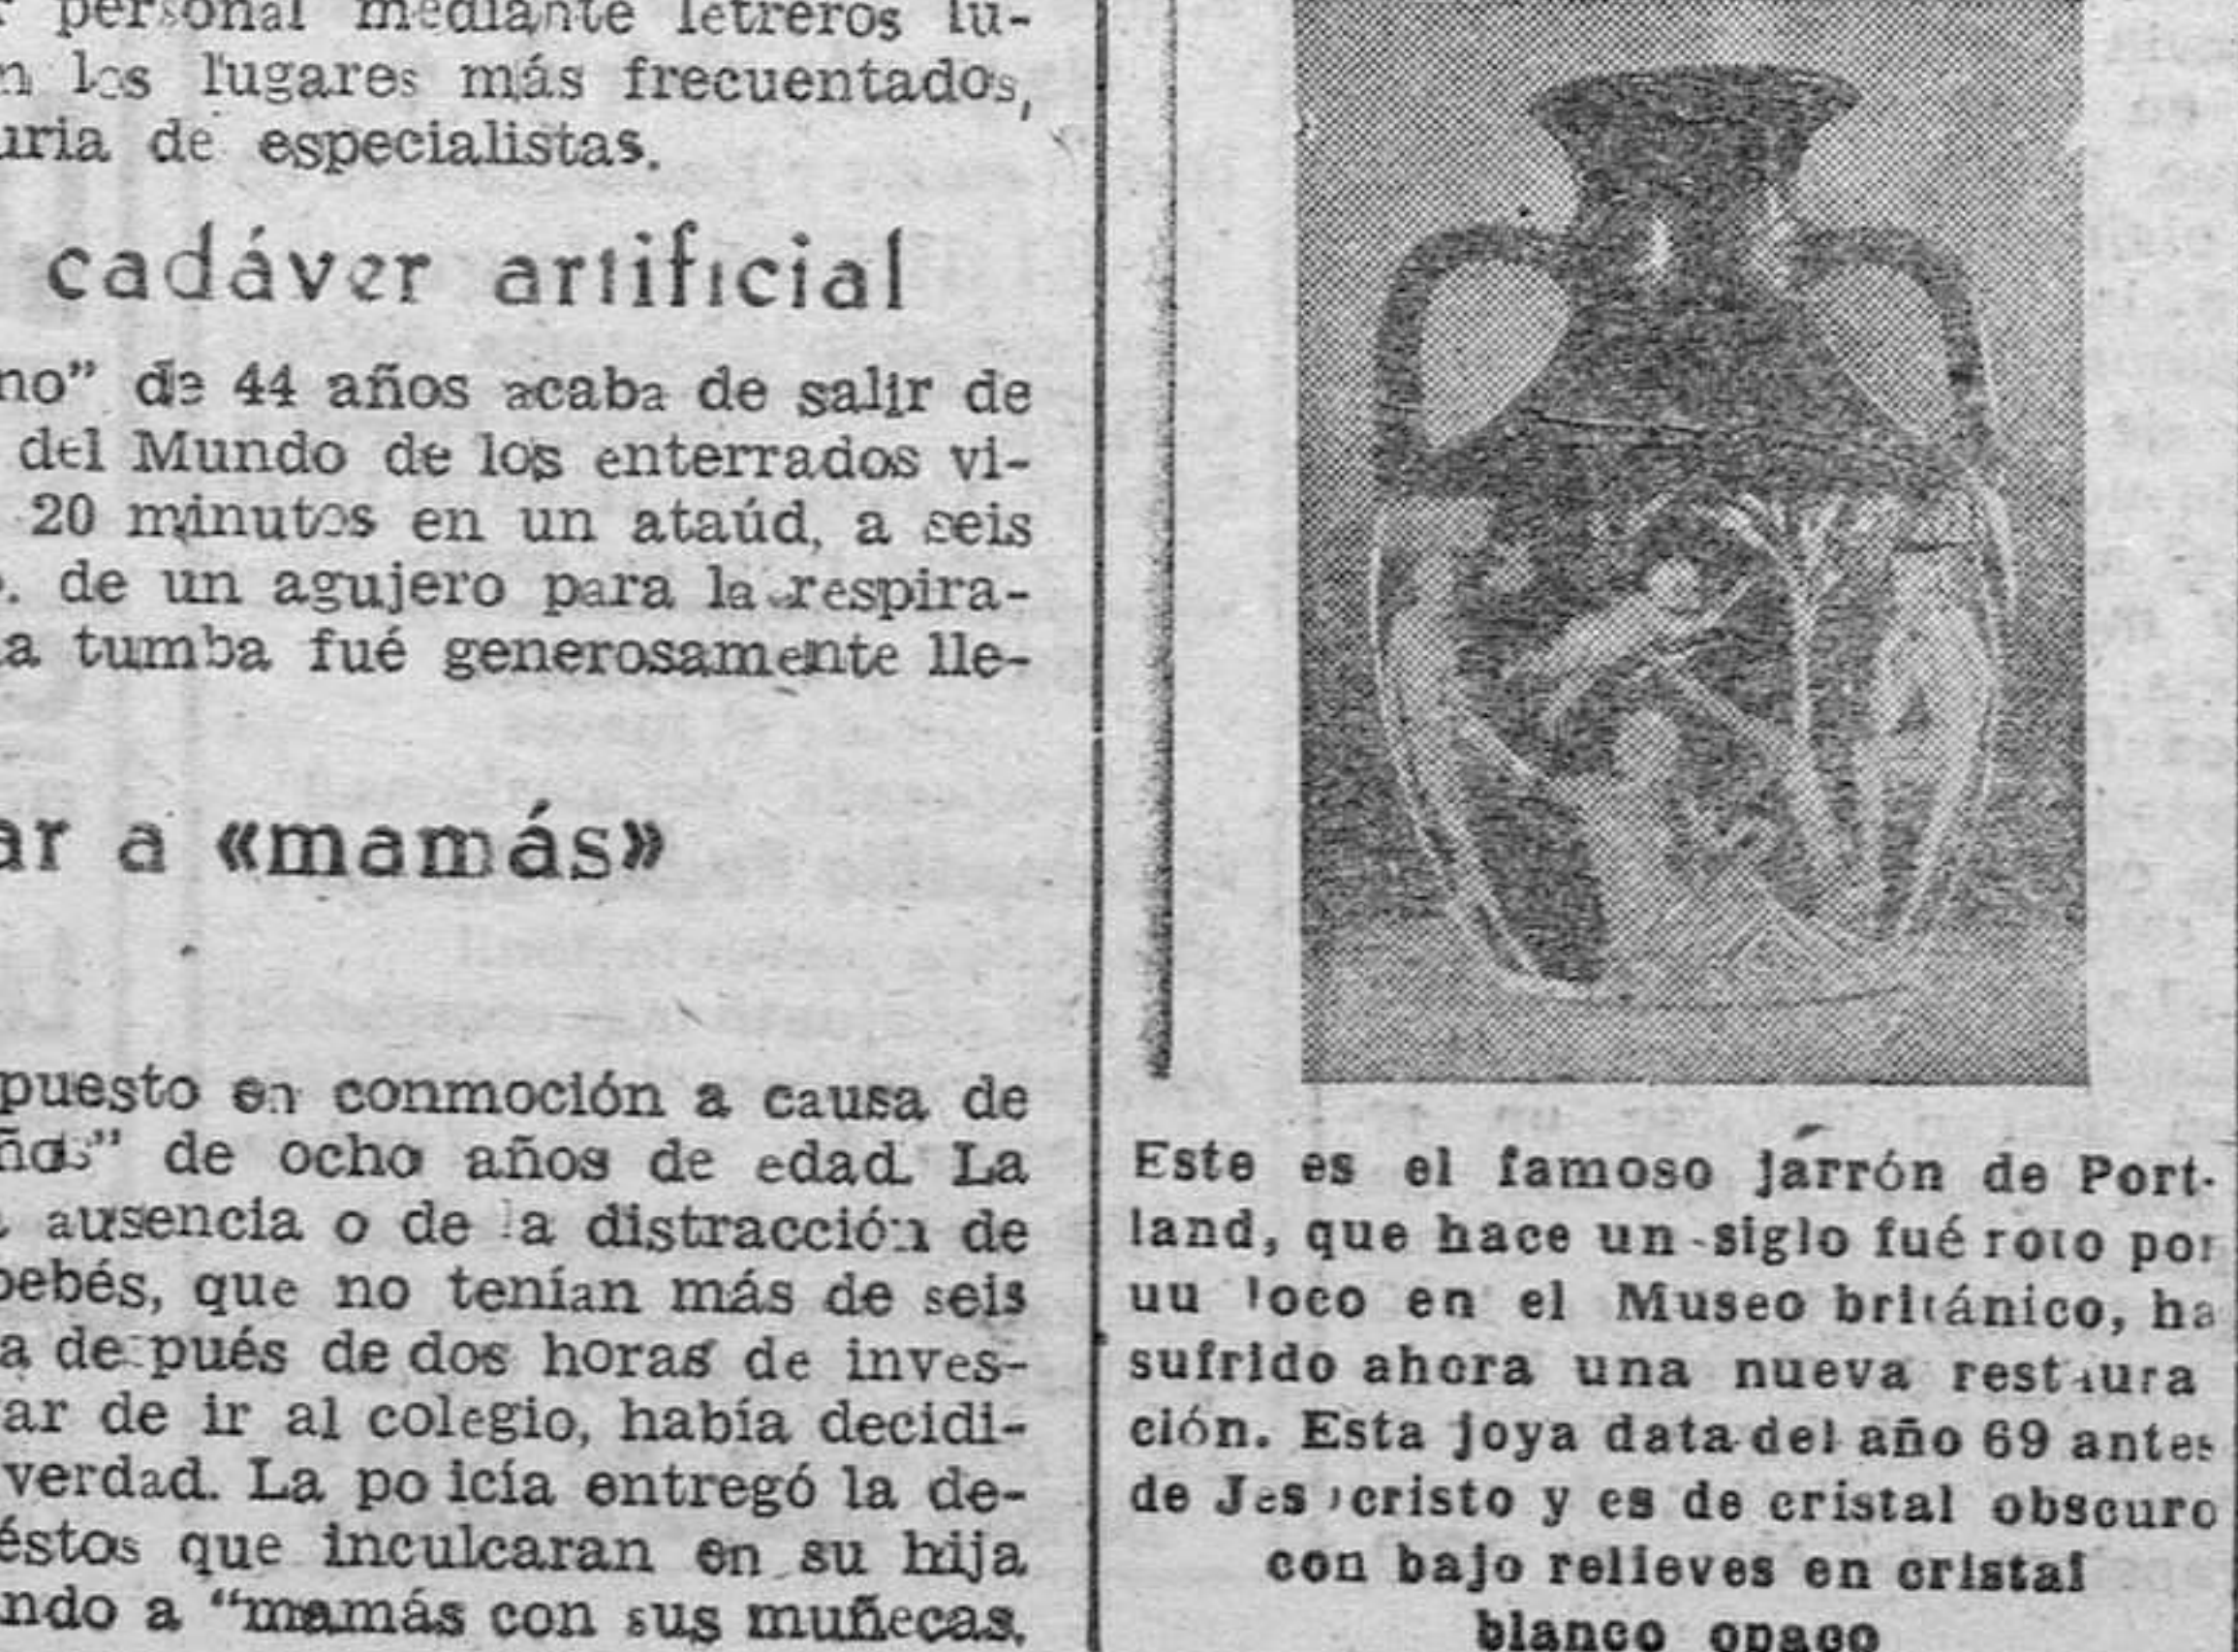 personal mediante letreros lu-
n los lugares más frecuentados,
uria de especialistas.
cadáver artificial
no” de 44 años acaba de salir de
del Mundo de los enterrados vi-
20 minutos en un ataúd, a seis
. de un agujero para la respira-
a tumba fué generosamente lle-
ar a «mamás»
puesto en conmoción a causa de
ñas” de ocho años de edad. La
ausencia o de la distracción de
bebés, que no tenían más de seis
a después de dos horas de inves-
ar de ir al colegio, había decidi-
verdad. La po icía entregó la de-
éstos que inculcaran en su hija
ndo a “mamás con sus muñecas.
Este es el famoso jarrón de Port-
land, que hace un siglo fué roto por
uu loco en el Museo británico, ha
sufrido ahora una nueva restaura
ción. Esta joya data del año 69 antes
de Jesucristo y es de cristal obscuro
con bajo relieves en cristal
blanco opaco